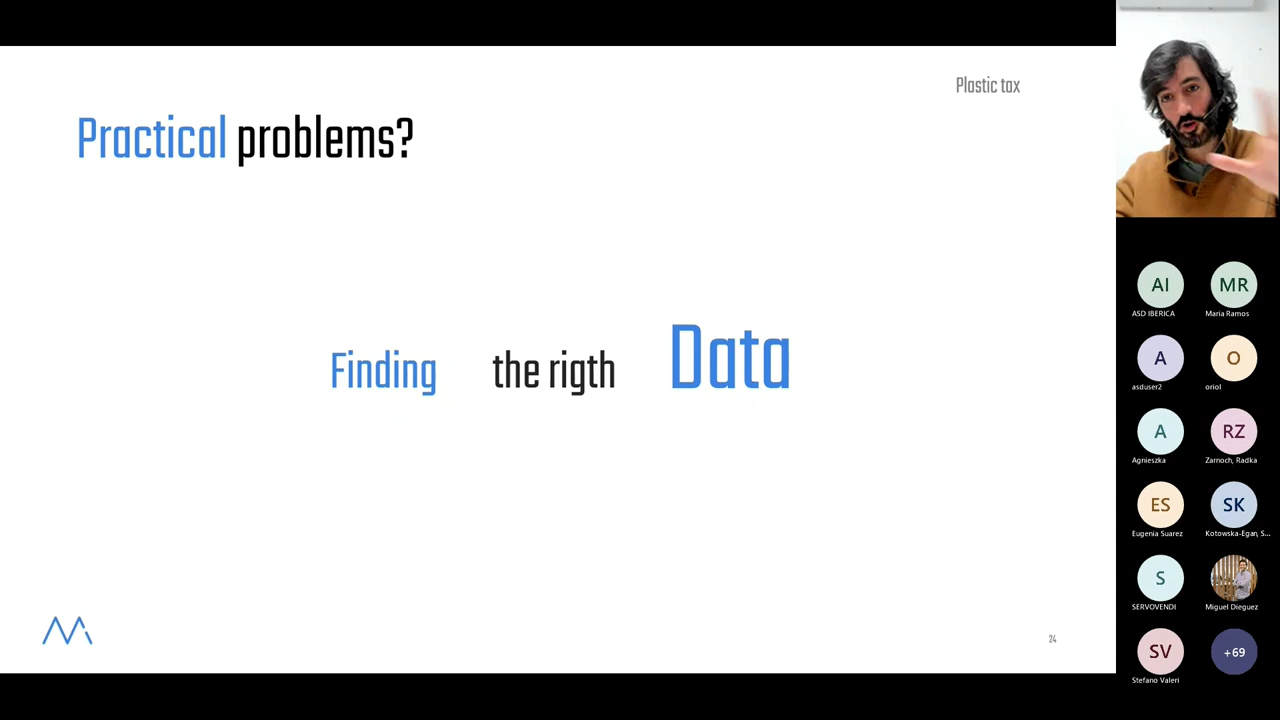 Plastic tax
Practical problems?
Finding the rigth Data
24
AI MR
ASD IBERICA Maria Ramos
A O
asduser2 oriol
A RZ
Agnieszka Zarnoch, Radka
ES SK
Eugenia Suarez Kotowska-Egan, S...
S
SERVOVENDI Miguel Dieguez
SV +69
Stefano Valeri